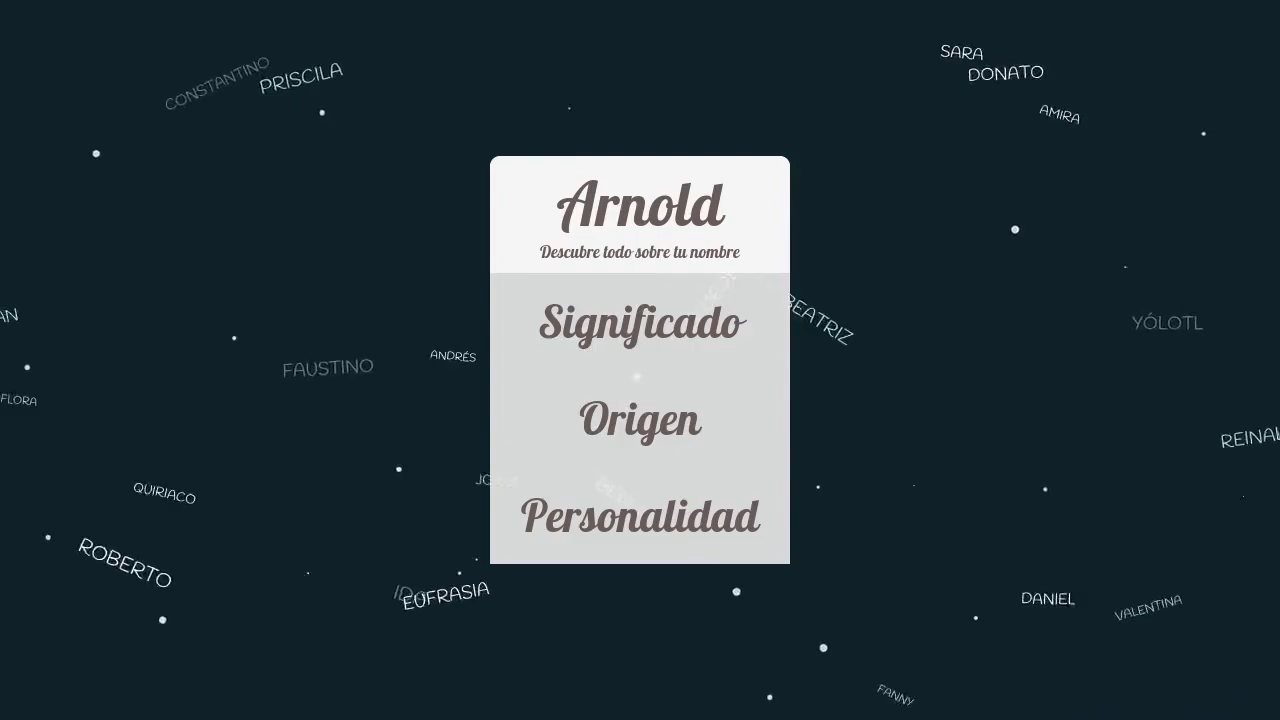 SARA
CONSTANTINO
PRISCILA
DONATO
AMIRA
Arnold
Descubre todo sobre tu nombre
Significado
BEATRIZ
YÓLOTL
ANDRÉS
FAUSTINO
FLORA
Origen
QUIRIACO
Personalidad
ROBERTO
EUFRASIA
DANIEL
VALENTINA
FANNY